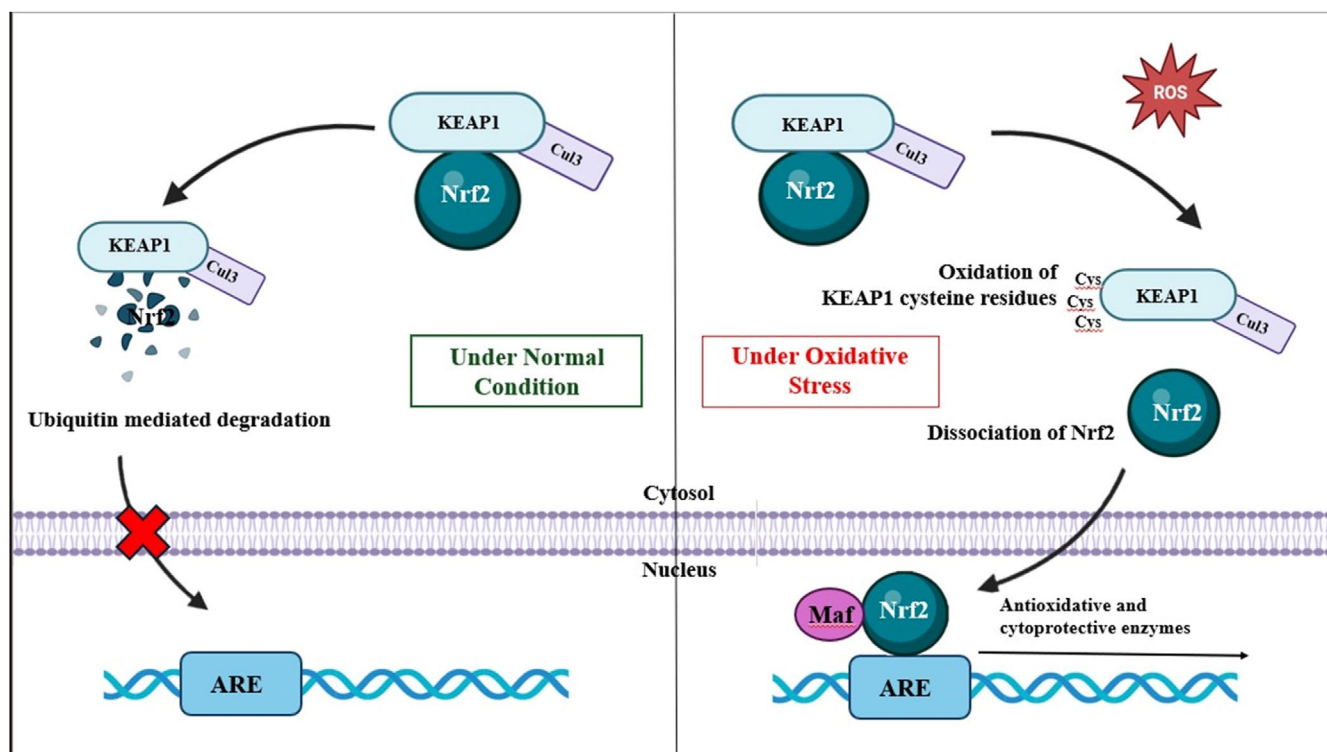 KEAP1
Cul3
Nrf2
KEAP1
Cul3
Nrf2
Ubiquitin mediated degradation
Under Normal
Condition
ROS
KEAP1
Cul3
Nrf2
Oxidation of
KEAP1 cysteine residues
Cys
Cys
Cys
KEAP1
Cul3
Under Oxidative
Stress
Nrf2
Dissociation of Nrf2
Cytosol
Nucleus
ARE
Maf
Nrf2
Antioxidative and
cytoprotective enzymes
ARE